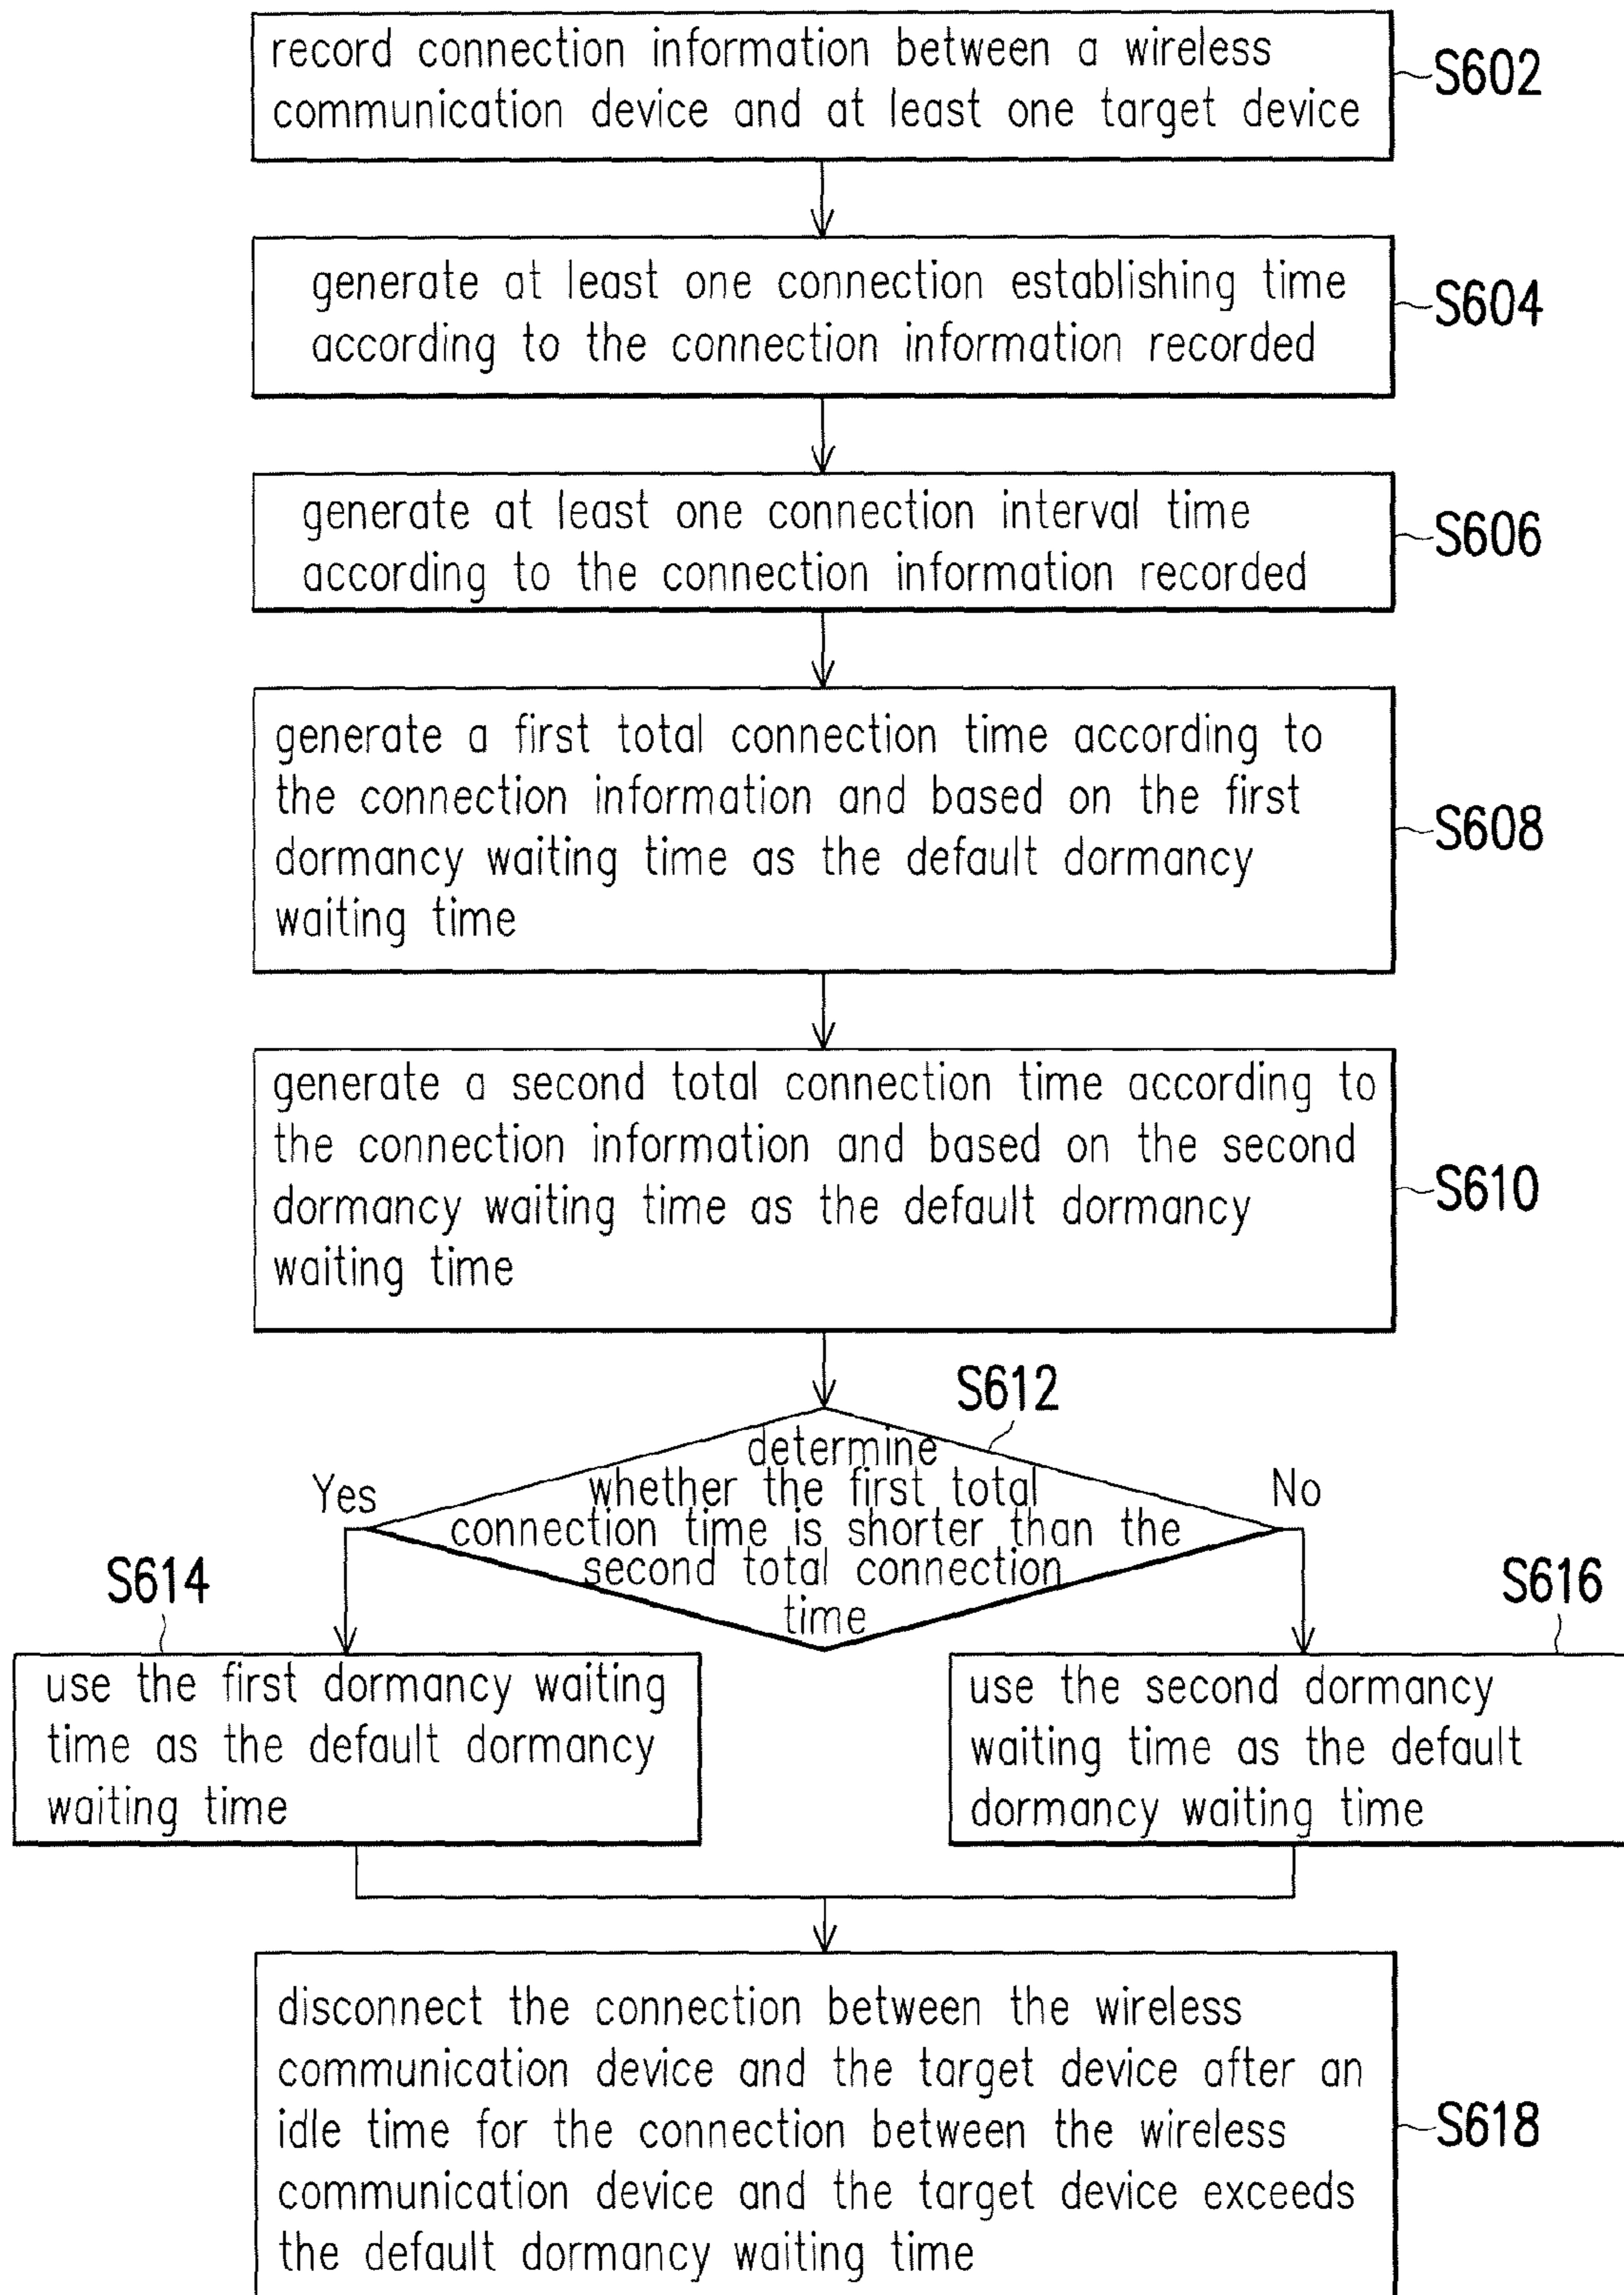 record connection information between a wireless
communication device and at least one target device
S602
generate at least one connection establishing time
according to the connection information recorded
S604
generate at least one connection interval time
according to the connection information recorded
S606
generate a first total connection time according to
the connection information and based on the first
dormancy waiting time as the default dormancy
waiting time
S608
generate a second total connection time according to
the connection information and based on the second
dormancy waiting time as the default dormancy
waiting time
S610
S612
determine
whether the first total
connection time is shorter than the
second total connection
time
Yes
No
S614
use the first dormancy waiting
time as the default dormancy
waiting time
S616
use the second dormancy
waiting time as the default
dormancy waiting time
disconnect the connection between the wireless
communication device and the target device after an
idle time for the connection between the wireless
communication device and the target device exceeds
the default dormancy waiting time
S618